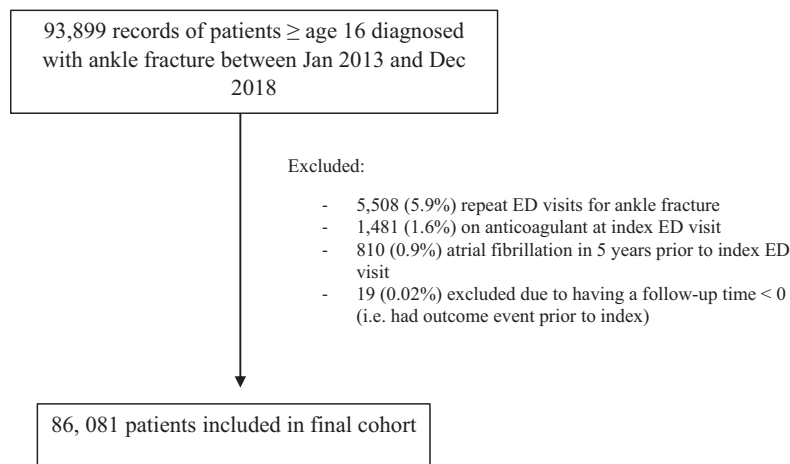 93,899 records of patients ≥ age 16 diagnosed
with ankle fracture between Jan 2013 and Dec
2018
Excluded:
- 5,508 (5.9%) repeat ED visits for ankle fracture
- 1,481 (1.6%) on anticoagulant at index ED visit
- 810 (0.9%) atrial fibrillation in 5 years prior to index ED
visit
- 19 (0.02%) excluded due to having a follow-up time < 0
(i.e. had outcome event prior to index)
86, 081 patients included in final cohort